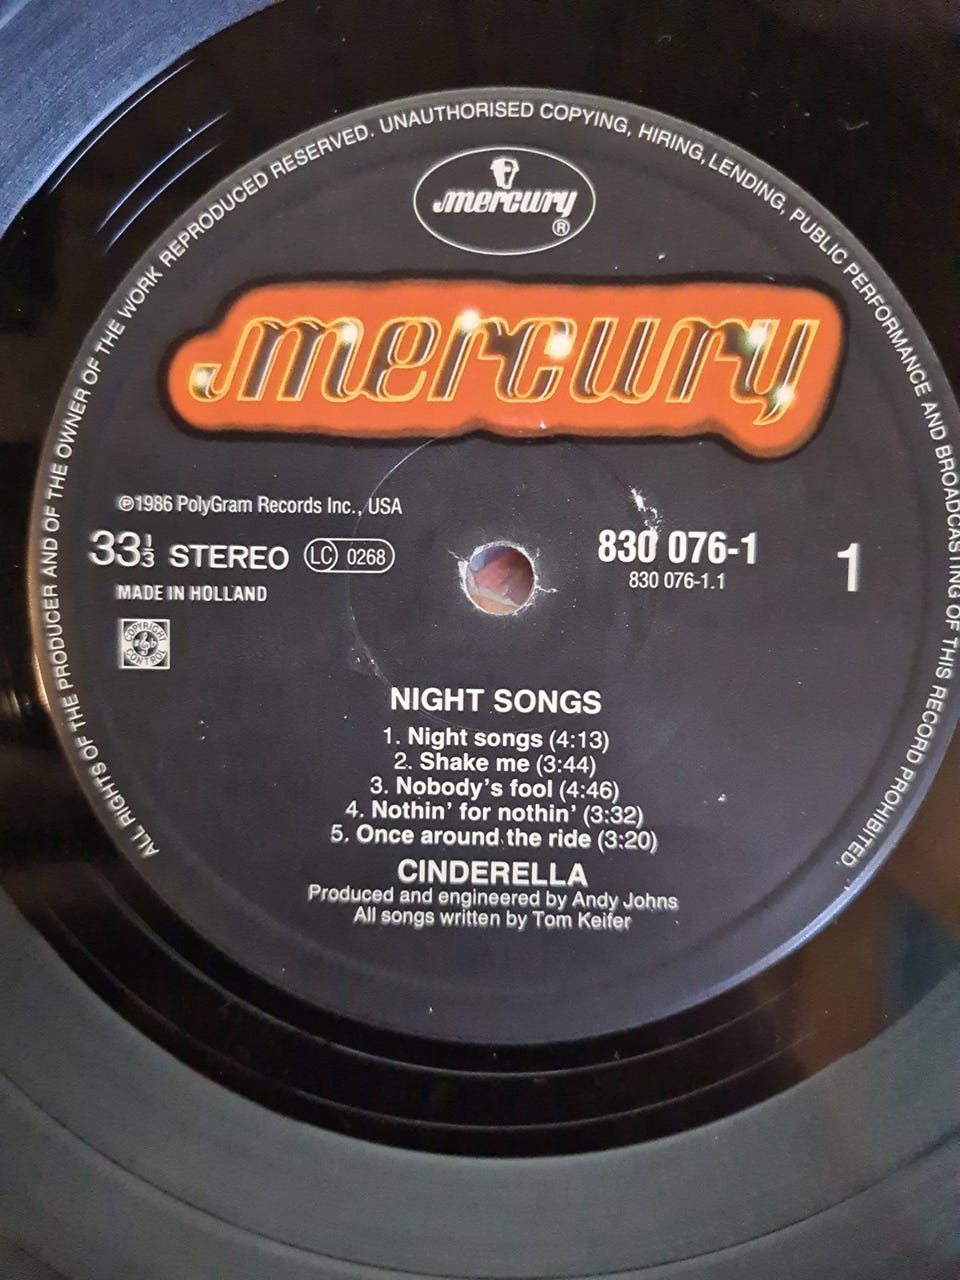 ALL RIGHTS OF THE PRODUCER AND OF THE OWNER OF THE WORK REPRODUCED RESERVED. UNAUTHORISED COPYING, HIRING, LENDING, PUBLIC PERFORMANCE AND BROADCASTING OF THIS RECORD PROHIBITED.
mercury
®
mercury
℗1986 PolyGram Records Inc., USA
33⅓ STEREO LC 0268
MADE IN HOLLAND
COPYRIGHT CONTROL
830 076-1 1
830 076-1.1
NIGHT SONGS
1. Night songs (4:13)
2. Shake me (3:44)
3. Nobody's fool (4:46)
4. Nothin' for nothin' (3:32)
5. Once around the ride (3:20)
CINDERELLA
Produced and engineered by Andy Johns
All songs written by Tom Keifer